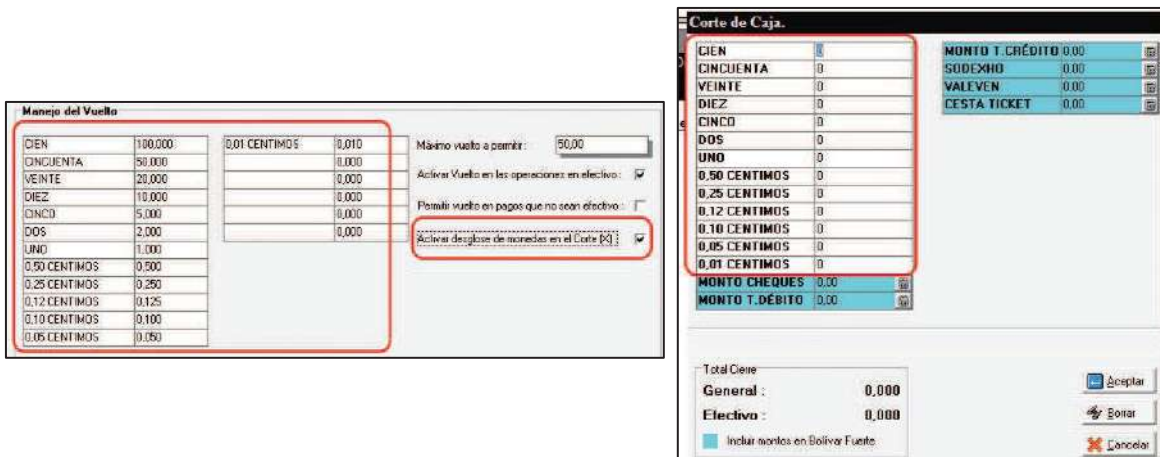 Manejo del Vuelto
CIEN 100,000 0,01 CENTIMOS 0,010
CINCUENTA 50,000 0,000
VEINTE 20,000 0,000
DIEZ 10,000 0,000
CINCO 5,000 0,000
DOS 2,000 0,000
UNO 1,000
0,50 CENTIMOS 0,500
0,25 CENTIMOS 0,250
0,12 CENTIMOS 0,125
0,10 CENTIMOS 0,100
0,05 CENTIMOS 0,050
Máximo vuelto a permitir : 50,00
Activar Vuelto en las operaciones en efectivo :
Permitir vuelto en pagos que no sean efectivo :
Activar desglose de monedas en el Corte (X)
Corte de Caja.
CIEN 0
CINCUENTA 0
VEINTE 0
DIEZ 0
CINCO 0
DOS 0
UNO 0
0,50 CENTIMOS 0
0,25 CENTIMOS 0
0,12 CENTIMOS 0
0,10 CENTIMOS 0
0,05 CENTIMOS 0
0,01 CENTIMOS 0
MONTO CHEQUES 0,00
MONTO T.DÉBITO 0,00
MONTO T.CRÉDITO 0,00
SODEXHO 0,00
VALEVEN 0,00
CESTA TICKET 0,00
Total Cierre
General : 0,000
Efectivo : 0,000
Incluir montos en Bolívar Fuerte
Aceptar
Borrar
Cancelar